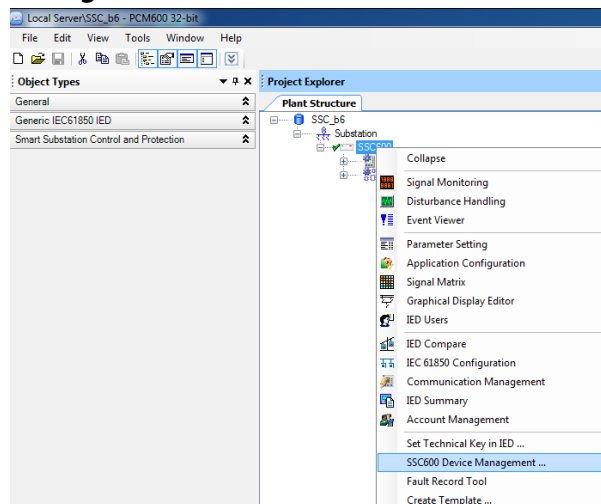 Local Server\SSC_b6 - PCM600 32-bit
File Edit View Tools Window Help
Object Types
General
Generic IEC61850 IED
Smart Substation Control and Protection
Project Explorer
Plant Structure
SSC_b6
Substation
SSC600
Collapse
Signal Monitoring
Disturbance Handling
Event Viewer
Parameter Setting
Application Configuration
Signal Matrix
Graphical Display Editor
IED Users
IED Compare
IEC 61850 Configuration
Communication Management
IED Summary
Account Management
Set Technical Key in IED ...
SSC600 Device Management ...
Fault Record Tool
Create Template ...